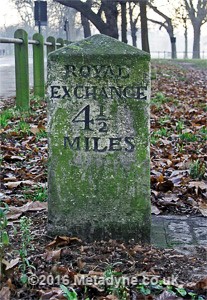 ROYAL
EXCHANGE
4½
MILES
©2016 Metadyne.co.uk